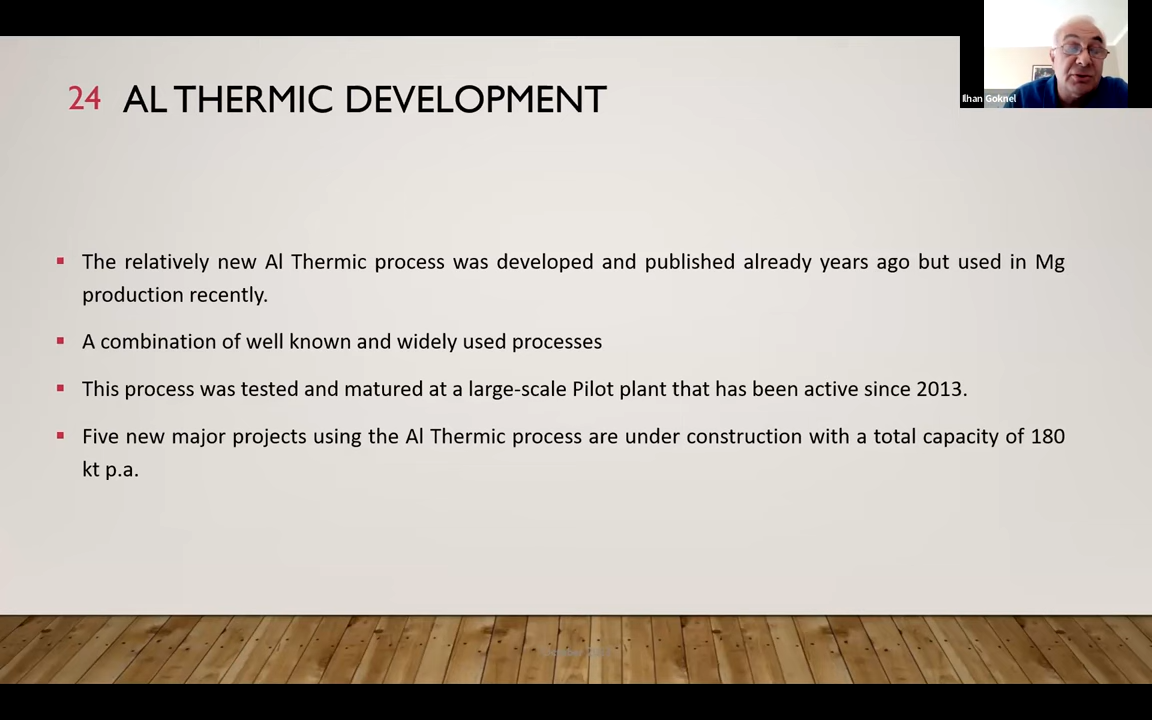 Ilhan Goknel
24 AL THERMIC DEVELOPMENT
▪ The relatively new Al Thermic process was developed and published already years ago but used in Mg
production recently.
▪ A combination of well known and widely used processes
▪ This process was tested and matured at a large-scale Pilot plant that has been active since 2013.
▪ Five new major projects using the Al Thermic process are under construction with a total capacity of 180
kt p.a.